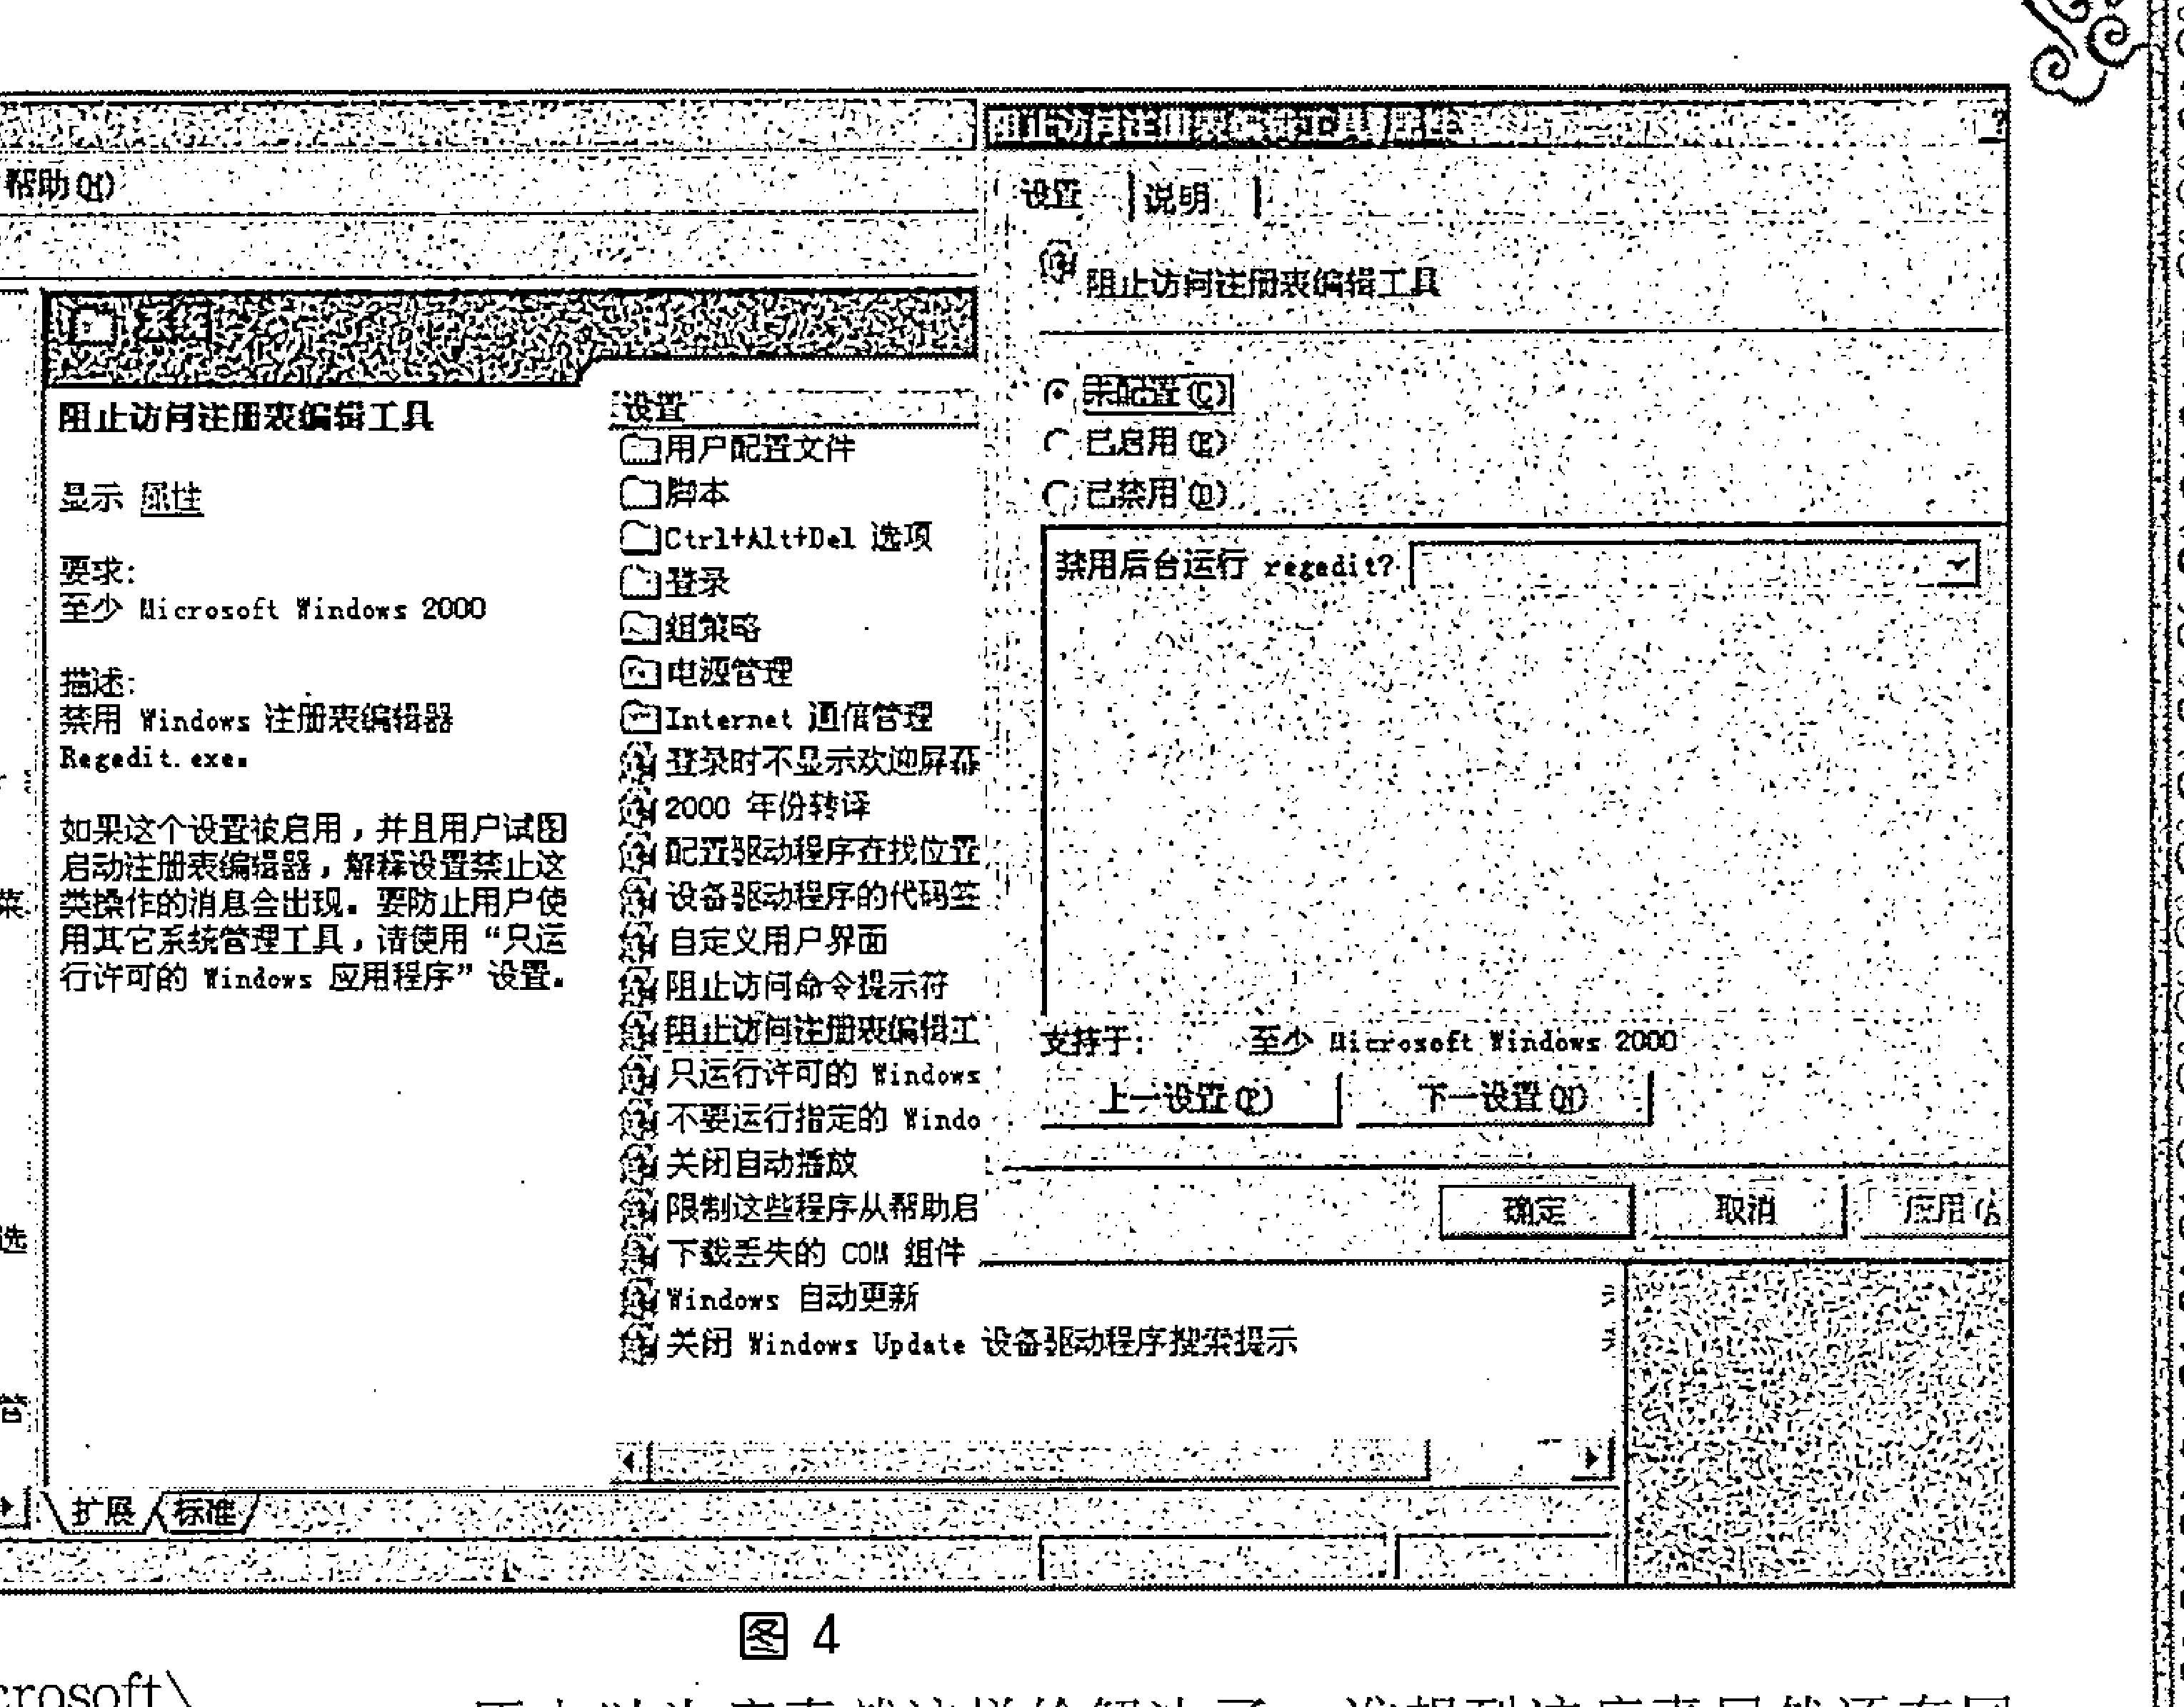 帮助(H)
系统
阻止访问注册表编辑工具
显示 属性
要求:
至少 Microsoft Windows 2000
描述:
禁用 Windows 注册表编辑器
Regedit.exe。
如果这个设置被启用，并且用户试图
启动注册表编辑器，解释设置禁止这
类操作的消息会出现。要防止用户使
用其它系统管理工具，请使用“只运
行许可的 Windows 应用程序”设置。
设置
用户配置文件
脚本
Ctrl+Alt+Del 选项
登录
组策略
电源管理
Internet 通信管理
登录时不显示欢迎屏幕
2000 年份转译
配置驱动程序查找位置
设备驱动程序的代码签
自定义用户界面
阻止访问命令提示符
阻止访问注册表编辑工
只运行许可的 Windows
不要运行指定的 Windo
关闭自动播放
限制这些程序从帮助启
下载丢失的 COM 组件
Windows 自动更新
关闭 Windows Update 设备驱动程序搜索提示
扩展
标准
阻止访问注册表编辑工具 属性
设置
说明
阻止访问注册表编辑工具
未配置(C)
已启用(E)
已禁用(D)
禁用后台运行 regedit?
支持于: 至少 Microsoft Windows 2000
上一设置(P)
下一设置(N)
确定
取消
应用(A
菜
选
管
图 4
crosoft\